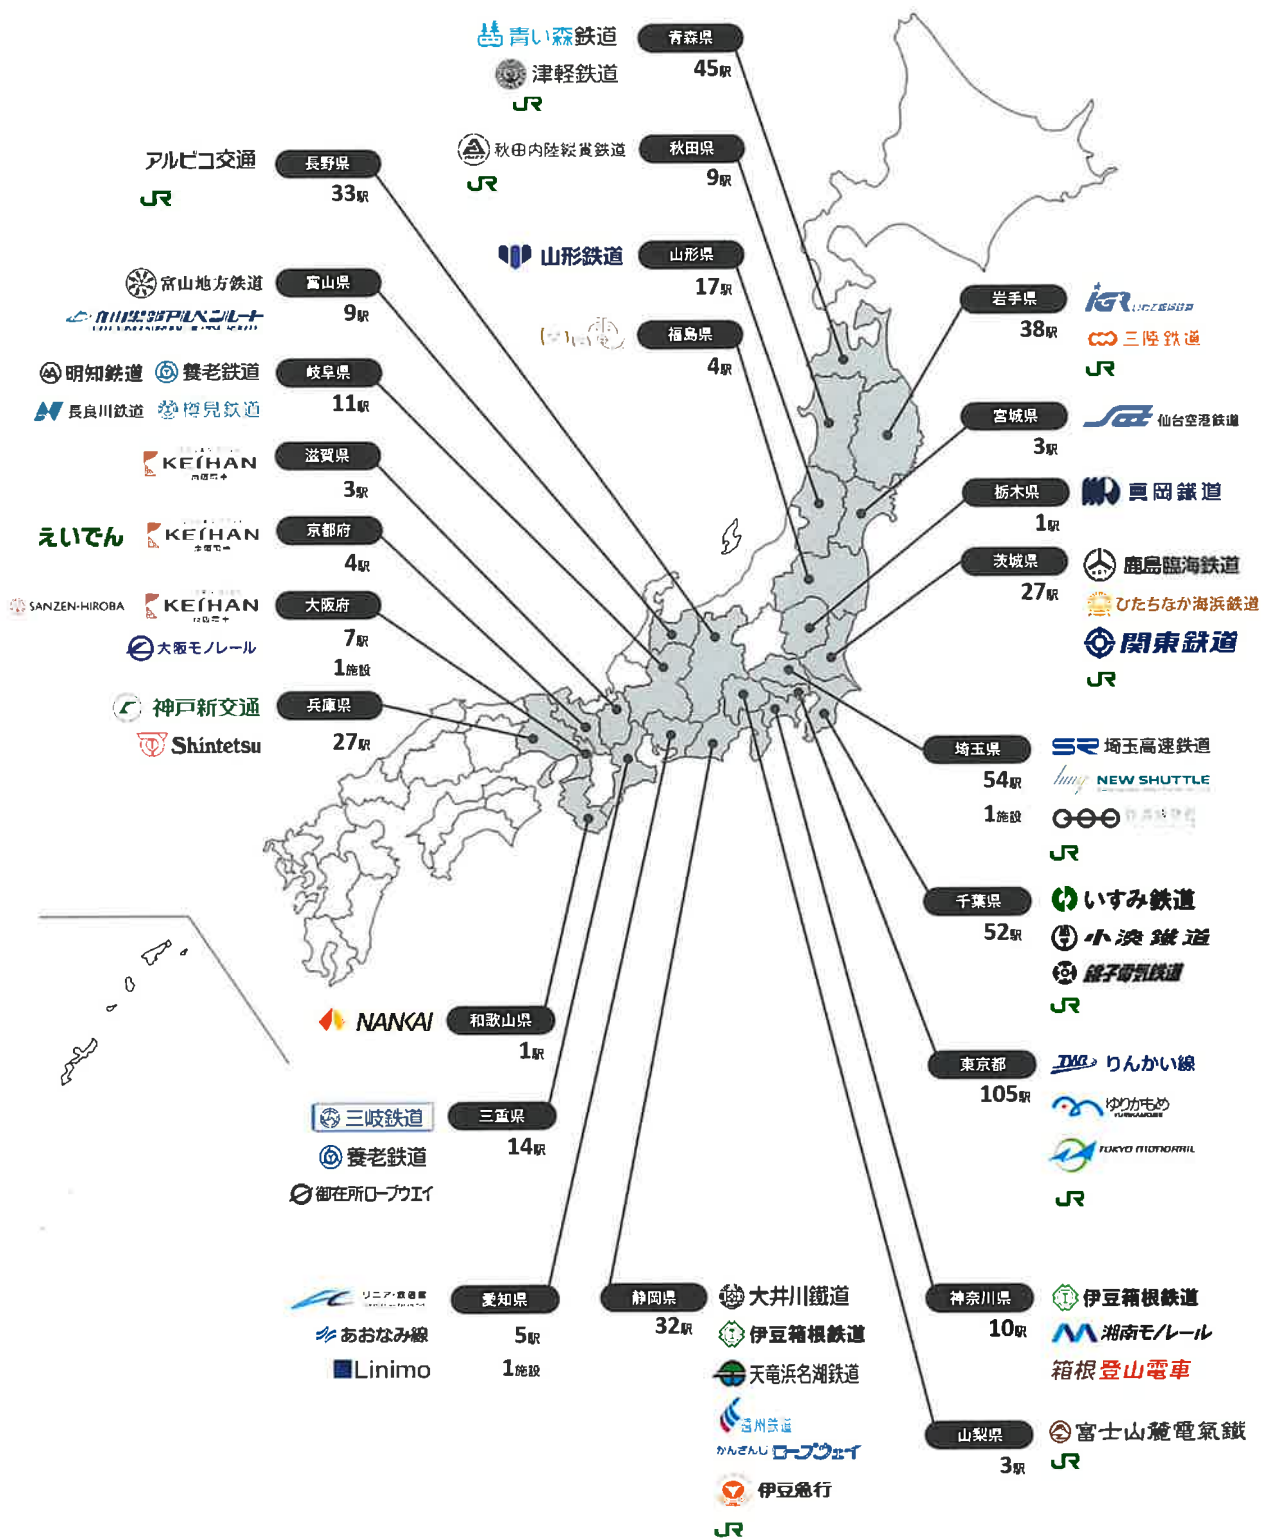 青い森鉄道
青森県
45駅
津軽鉄道
JR
秋田内陸縦貫鉄道
秋田県
9駅
JR
アルピコ交通
長野県
33駅
JR
山形鉄道
山形県
17駅
福島県
4駅
富山地方鉄道
富山県
9駅
立山黒部アルペンルート
明知鉄道
養老鉄道
岐阜県
11駅
長良川鉄道
樽見鉄道
KEIHAN
滋賀県
3駅
えいでん
KEIHAN
京都府
4駅
SANZEN-HIROBA
KEIHAN
大阪府
7駅
1施設
大阪モノレール
神戸新交通
兵庫県
27駅
Shintetsu
岩手県
38駅
IGR
三陸鉄道
JR
宮城県
3駅
仙台空港鉄道
栃木県
1駅
真岡鐵道
茨城県
27駅
鹿島臨海鉄道
ひたちなか海浜鉄道
関東鉄道
JR
埼玉県
54駅
1施設
SR 埼玉高速鉄道
NEW SHUTTLE
JR
千葉県
52駅
いすみ鉄道
小湊鐵道
銚子電気鉄道
JR
東京都
105駅
TWR りんかい線
ゆりかもめ
YURIKAMOME
TOKYO MONORAIL
JR
NANKAI
和歌山県
1駅
三岐鉄道
三重県
14駅
養老鉄道
御在所ロープウエイ
リニア・鉄道館
愛知県
5駅
1施設
あおなみ線
Linimo
静岡県
32駅
大井川鐵道
伊豆箱根鉄道
天竜浜名湖鉄道
遠州鉄道
かんざんじロープウェイ
伊豆急行
JR
神奈川県
10駅
伊豆箱根鉄道
湘南モノレール
箱根登山電車
山梨県
3駅
富士山麓電気鐵
JR